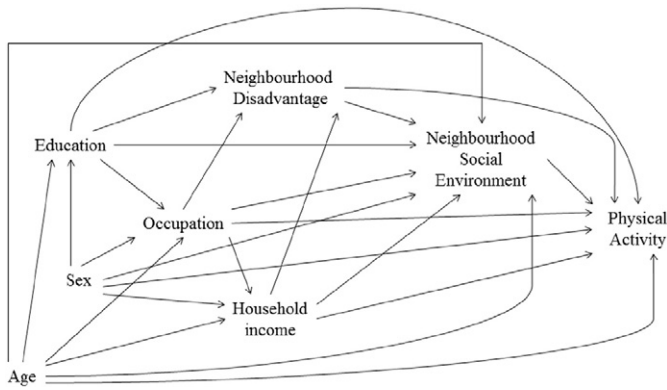 Neighbourhood
Disadvantage
Education
Neighbourhood
Social
Environment
Occupation
Physical
Activity
Sex
Household
income
Age